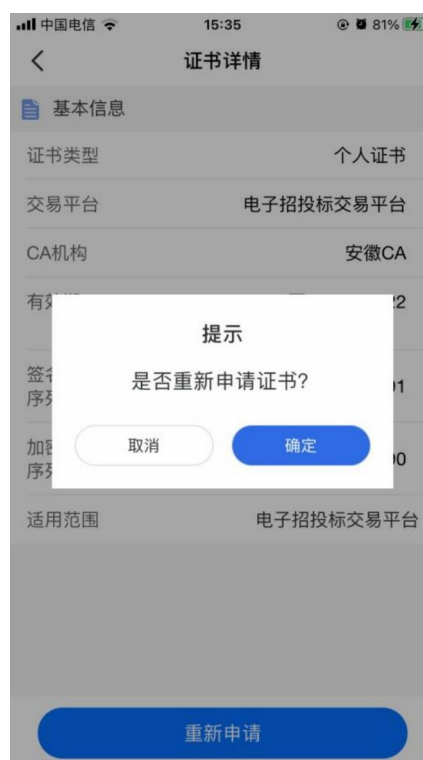 中国电信 15:35 81%
证书详情
基本信息
证书类型 个人证书
交易平台 电子招投标交易平台
CA机构 安徽CA
提示
是否重新申请证书?
取消 确定
适用范围 电子招投标交易平台
重新申请